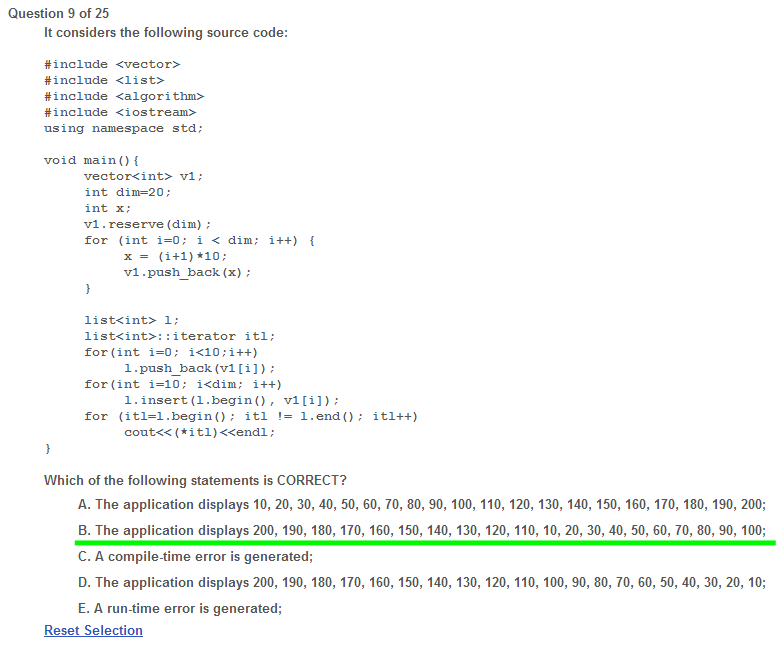 Question 9 of 25
It considers the following source code:
#include <vector>
#include <list>
#include <algorithm>
#include <iostream>
using namespace std;
void main(){
vector<int> v1;
int dim=20;
int x;
v1.reserve(dim);
for (int i=0; i < dim; i++) {
x = (i+1)*10;
v1.push_back(x);
}
list<int> l;
list<int>::iterator itl;
for(int i=0; i<10;i++)
l.push_back(v1[i]);
for(int i=10; i<dim; i++)
l.insert(l.begin(), v1[i]);
for (itl=l.begin(); itl != l.end(); itl++)
cout<<(*itl)<<endl;
}
Which of the following statements is CORRECT?
A. The application displays 10, 20, 30, 40, 50, 60, 70, 80, 90, 100, 110, 120, 130, 140, 150, 160, 170, 180, 190, 200;
B. The application displays 200, 190, 180, 170, 160, 150, 140, 130, 120, 110, 10, 20, 30, 40, 50, 60, 70, 80, 90, 100;
C. A compile-time error is generated;
D. The application displays 200, 190, 180, 170, 160, 150, 140, 130, 120, 110, 100, 90, 80, 70, 60, 50, 40, 30, 20, 10;
E. A run-time error is generated;
Reset Selection